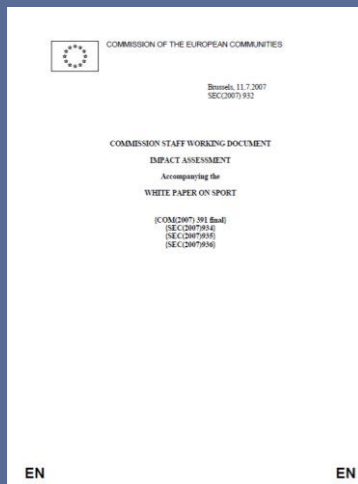 COMMISSION OF THE EUROPEAN COMMUNITIES
Brussels, 11.7.2007
SEC(2007) 932
COMMISSION STAFF WORKING DOCUMENT
IMPACT ASSESSMENT
Accompanying the
WHITE PAPER ON SPORT
{COM(2007) 391 final}
{SEC(2007)934}
{SEC(2007)935}
{SEC(2007)936}
EN EN